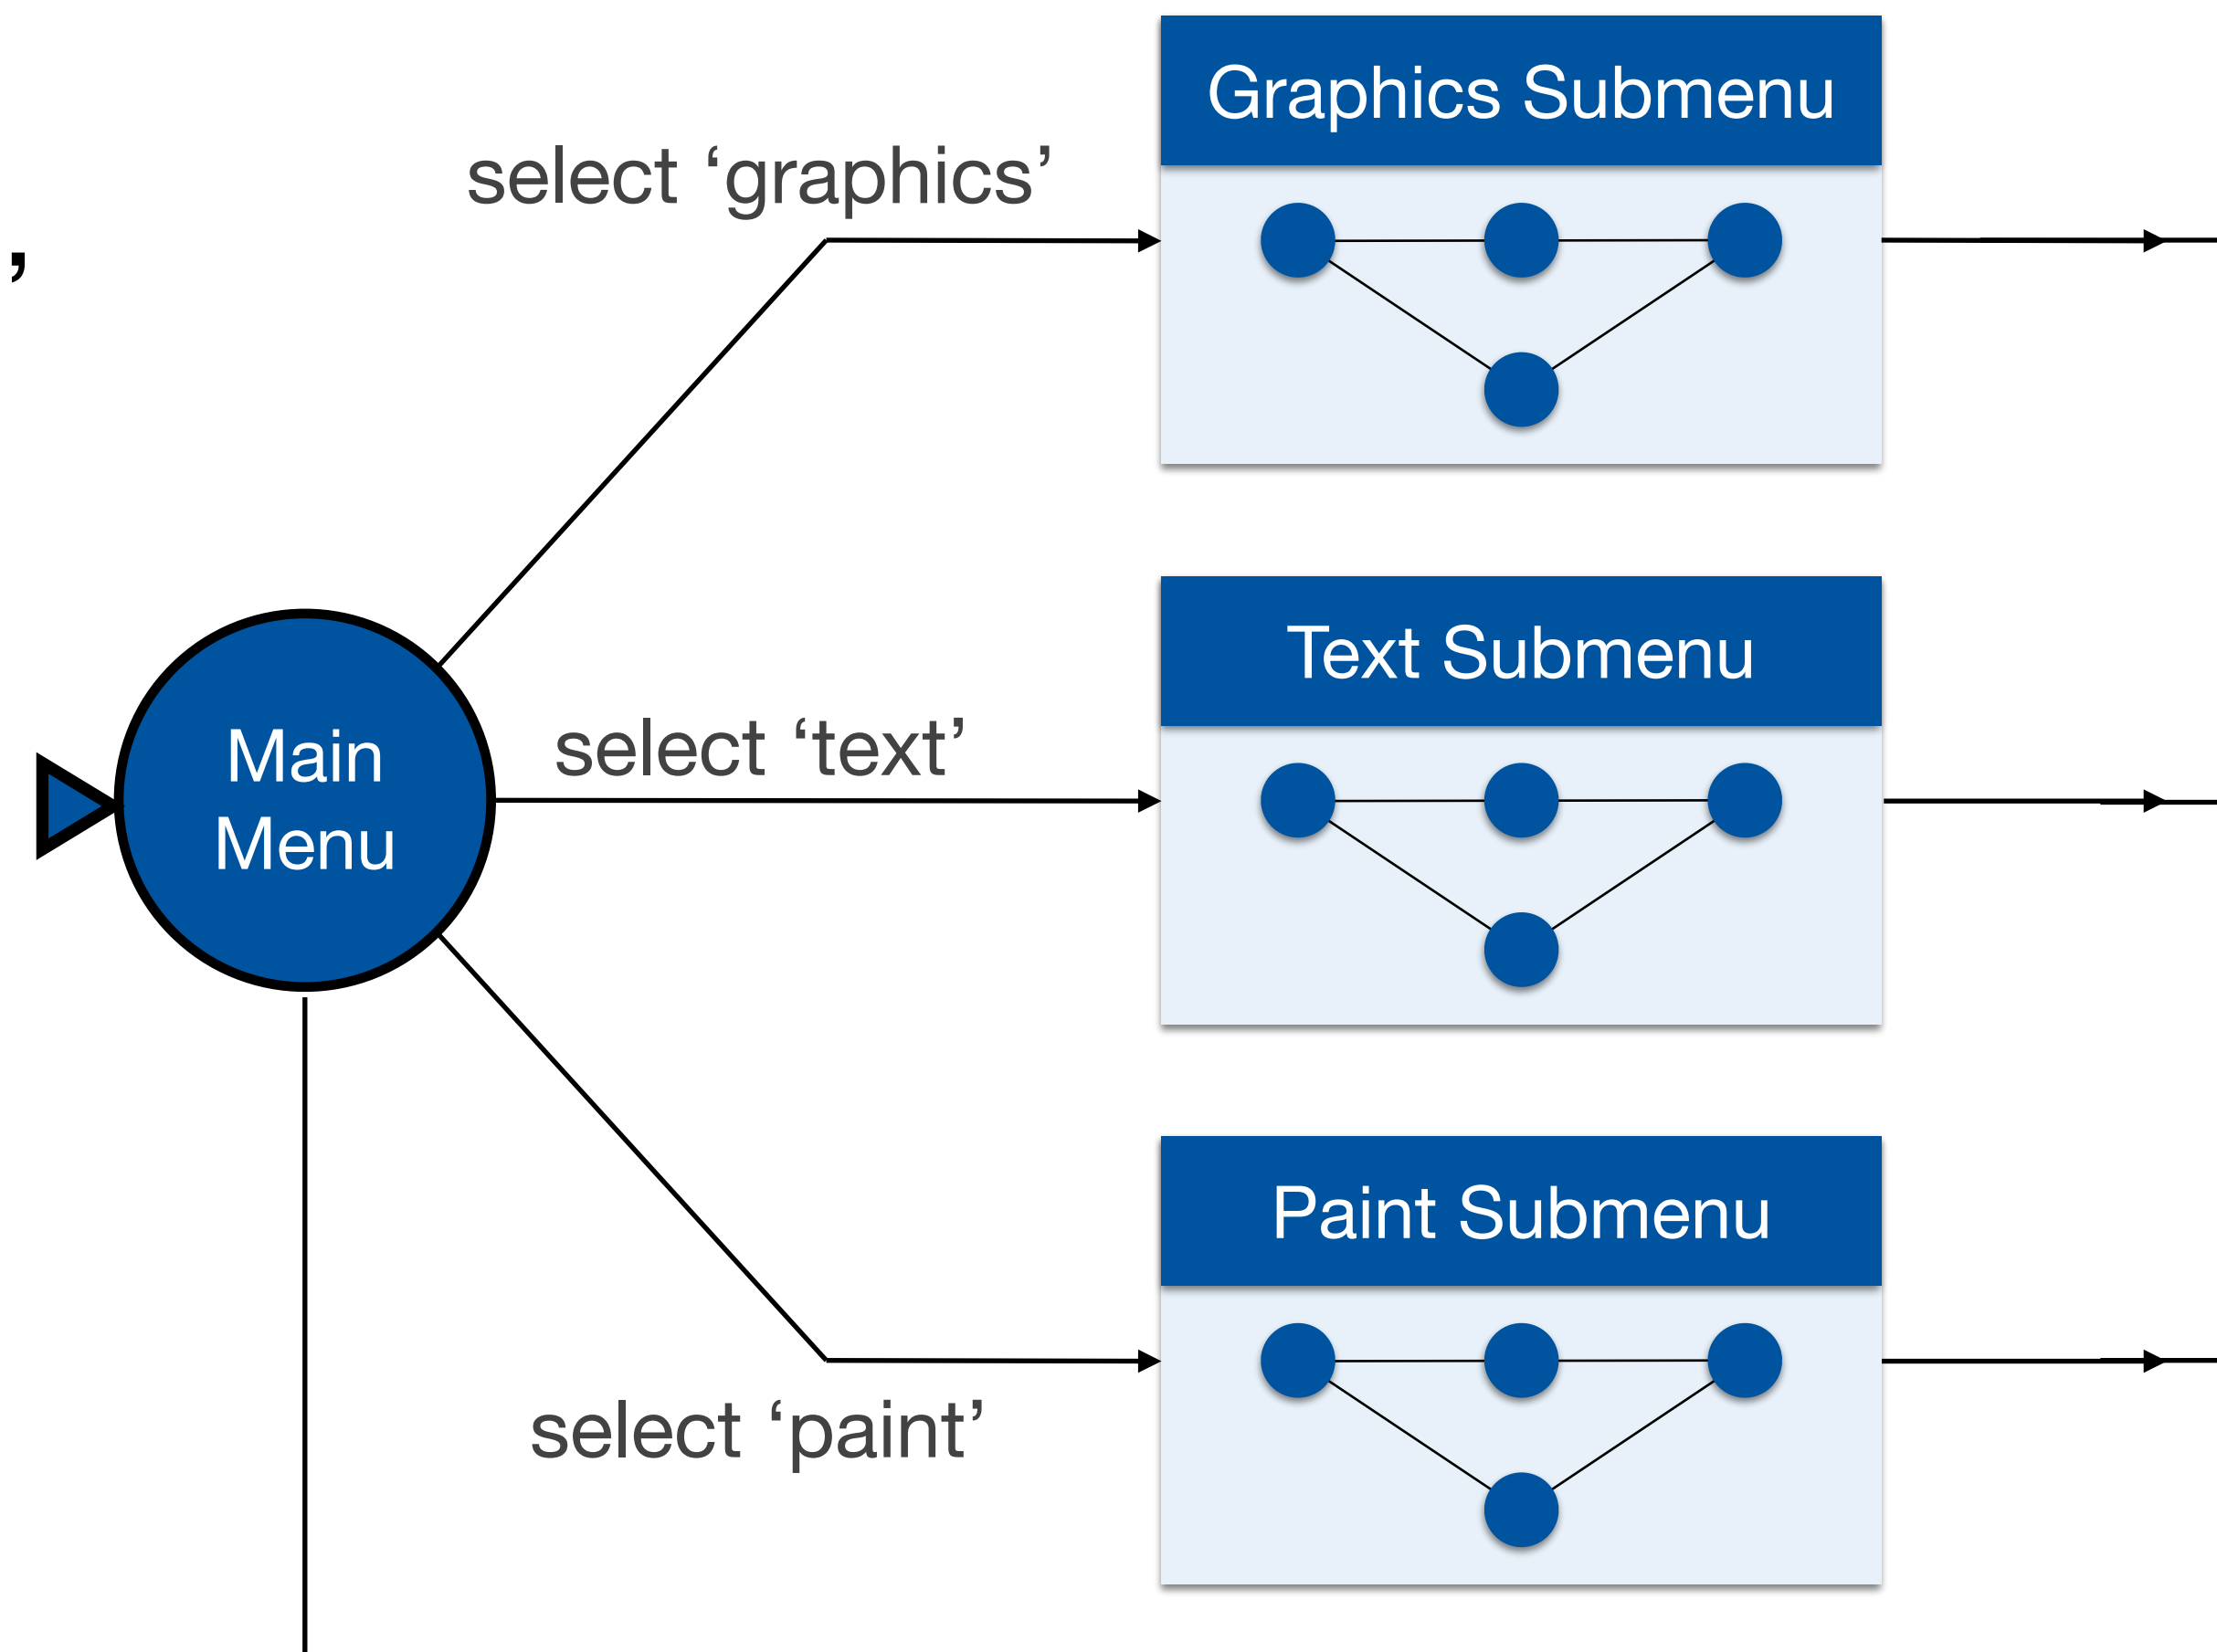 Graphics Submenu
select ‘graphics’
’
Text Submenu
select ‘text’
Main
Menu
Paint Submenu
select ‘paint’